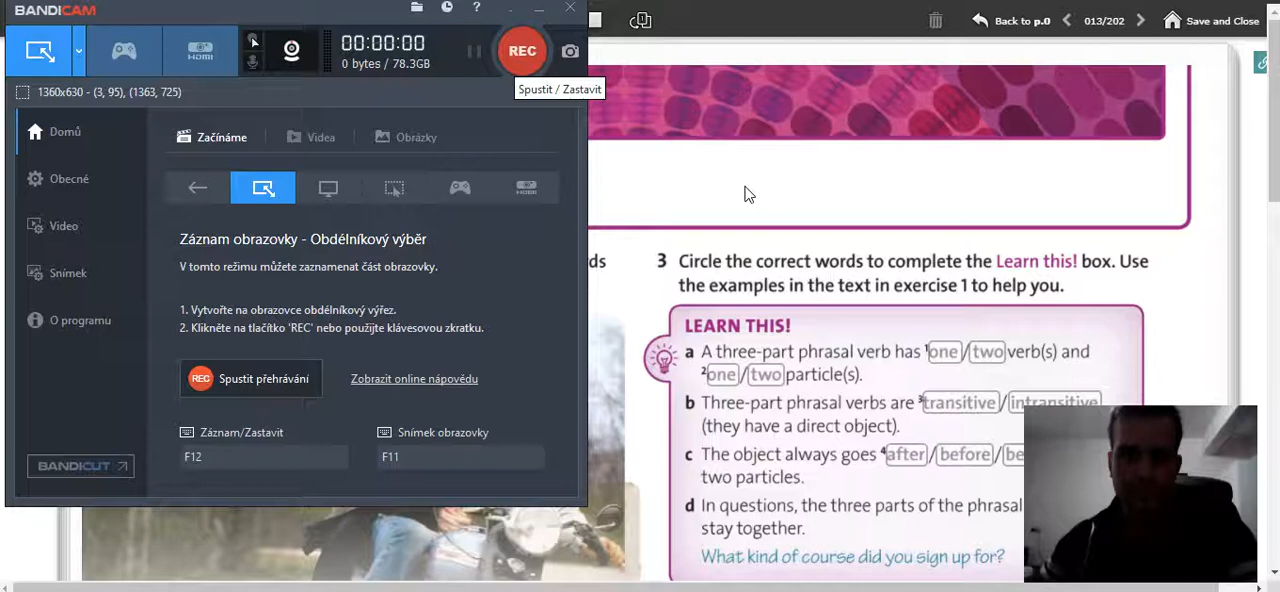 BANDICAM
?
00:00:00
0 bytes / 78.3GB
HDMI
REC
Spustit / Zastavit
1360x630 - (3, 95), (1363, 725)
Domů
Obecné
Video
Snímek
O programu
BANDICUT
Začínáme
Videa
Obrázky
HDMI
Záznam obrazovky - Obdélníkový výběr
V tomto režimu můžete zaznamenat část obrazovky.
1. Vytvořte na obrazovce obdélníkový výřez.
2. Klikněte na tlačítko 'REC' nebo použijte klávesovou zkratku.
REC Spustit přehrávání
Zobrazit online nápovědu
Záznam/Zastavit
F12
Snímek obrazovky
F11
Back to p.0
013/202
Save and Close
ds
3 Circle the correct words to complete the Learn this! box. Use
the examples in the text in exercise 1 to help you.
LEARN THIS!
a A three-part phrasal verb has ¹one/two verb(s) and
²one/two particle(s).
b Three-part phrasal verbs are ³transitive/intransitive
(they have a direct object).
c The object always goes ⁴after/before/be
two particles.
d In questions, the three parts of the phrasal
stay together.
What kind of course did you sign up for?